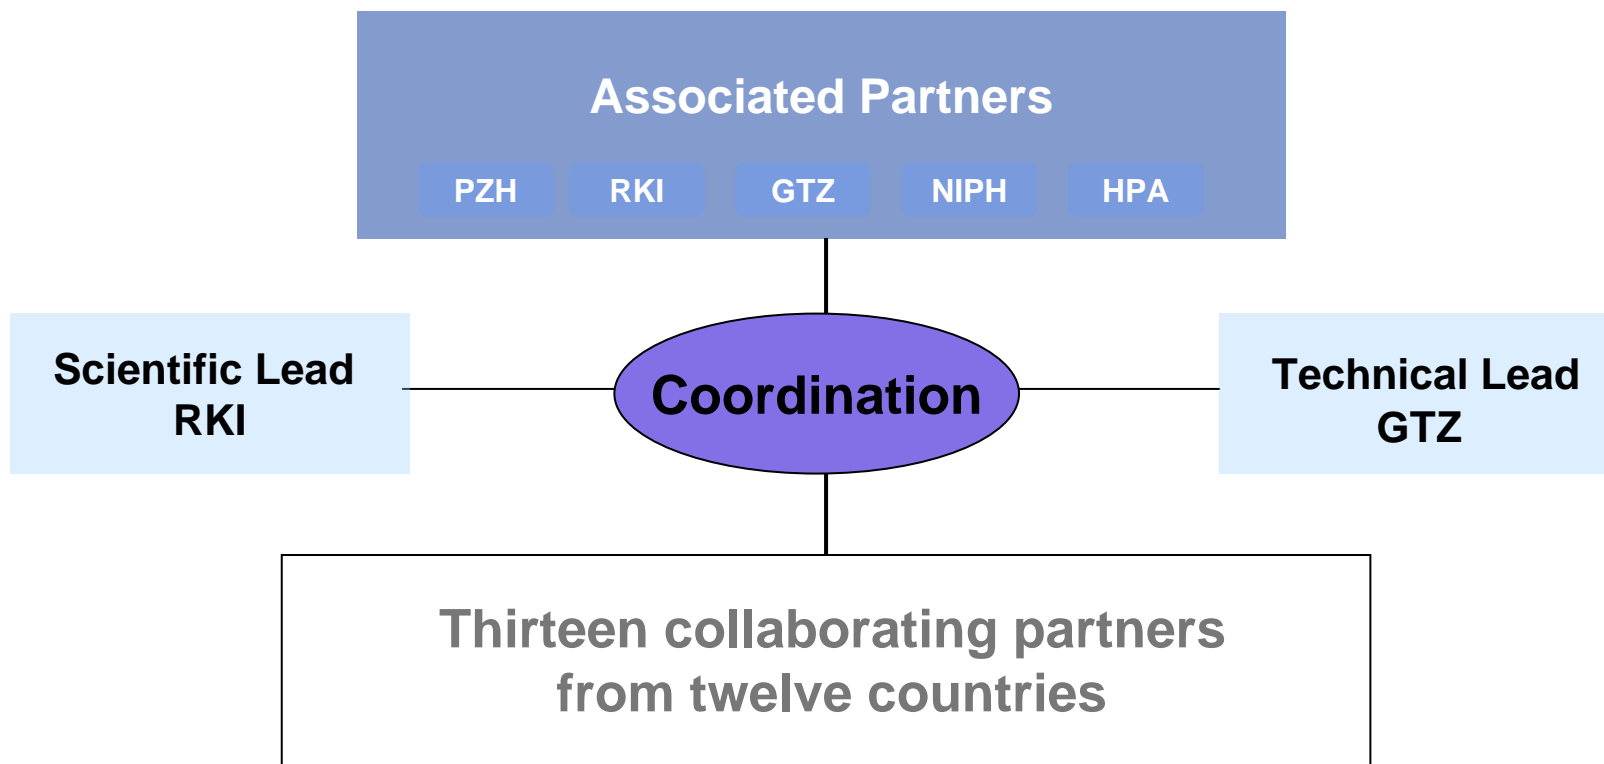 Associated Partners
PZH RKI GTZ NIPH HPA
Scientific Lead
RKI
Coordination
Technical Lead
GTZ
Thirteen collaborating partners
from twelve countries